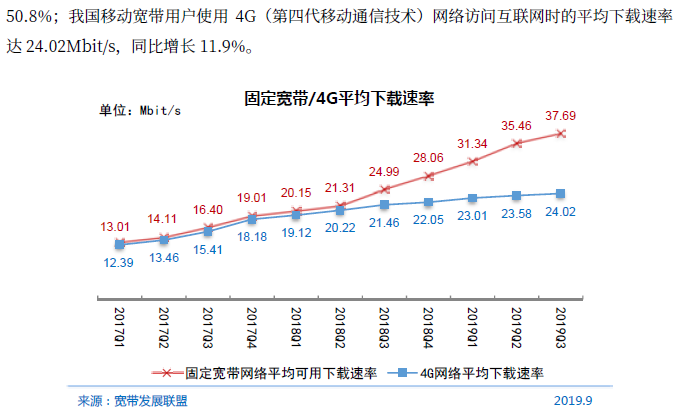 50.8%；我国移动宽带用户使用 4G（第四代移动通信技术）网络访问互联网时的平均下载速率
达 24.02Mbit/s，同比增长 11.9%。
固定宽带/4G平均下载速率
单位：Mbit/s
13.01 14.11 16.40 19.01 20.15 21.31 24.99 28.06 31.34 35.46 37.69
12.39 13.46 15.41 18.18 19.12 20.22 21.46 22.05 23.01 23.58 24.02
2017Q1 2017Q2 2017Q3 2017Q4 2018Q1 2018Q2 2018Q3 2018Q4 2019Q1 2019Q2 2019Q3
固定宽带网络平均可用下载速率 4G网络平均下载速率
来源：宽带发展联盟 2019.9